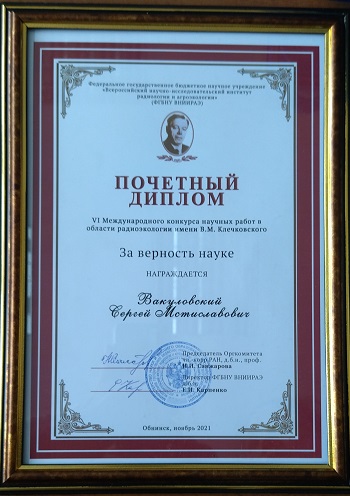 Федеральное государственное бюджетное научное учреждение
«Всероссийский научно-исследовательский институт
радиологии и агроэкологии»
(ФГБНУ ВНИИРАЭ)
ПОЧЕТНЫЙ
ДИПЛОМ
VI Международного конкурса научных работ в
области радиоэкологии имени В.М. Клечковского
За верность науке
НАГРАЖДАЕТСЯ
Вакуловский
Сергей Мстиславович
Председатель Оргкомитета
чл.-корр.РАН, д.б.н., проф.
Н.И. Санжарова
Директор ФГБНУ ВНИИРАЭ
Е.И. Карпенко
Обнинск, ноябрь 2021